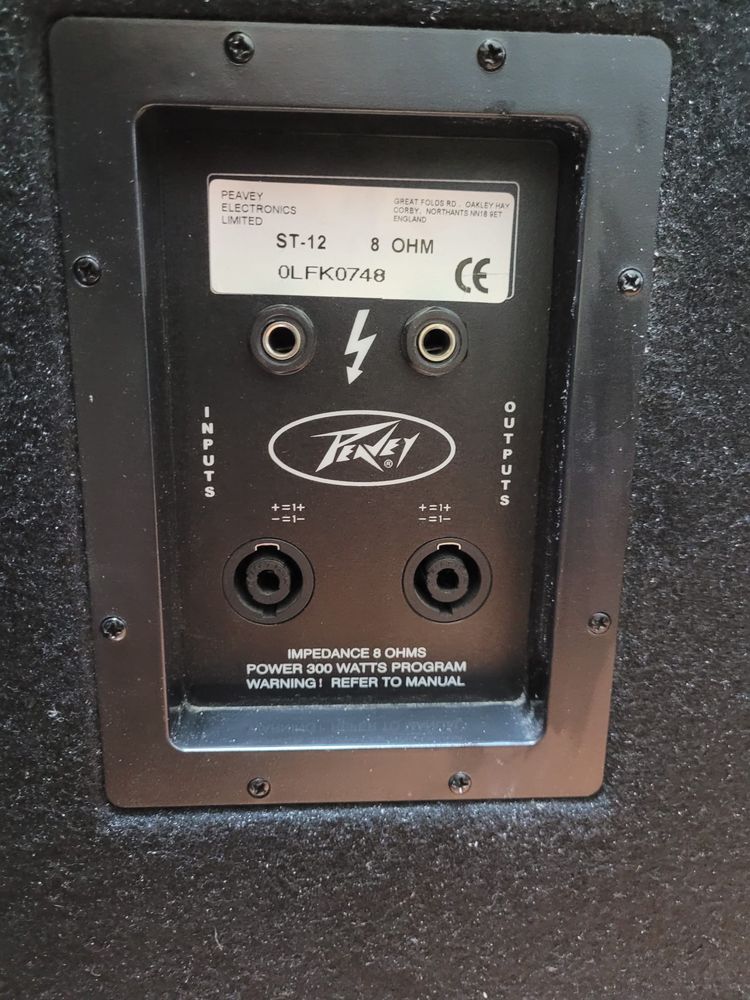 PEAVEY
ELECTRONICS
LIMITED
GREAT FOLDS RD , OAKLEY HAY
CORBY, NORTHANTS NN18 9ET
ENGLAND
ST-12 8 OHM
0LFK0748
CE
INPUTS
OUTPUTS
PEAVEY
®
+=1+
−=1−
+=1+
−=1−
IMPEDANCE 8 OHMS
POWER 300 WATTS PROGRAM
WARNING! REFER TO MANUAL